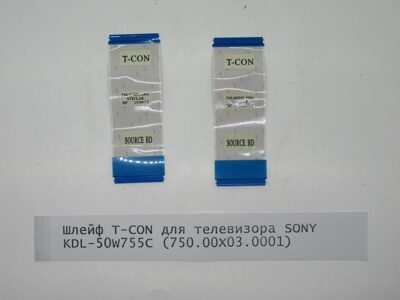 T-CON
T-CON
SOURCE BD
SOURCE BD
Шлейф T-CON для телевизора SONY
KDL-50W755C (750.00X03.0001)